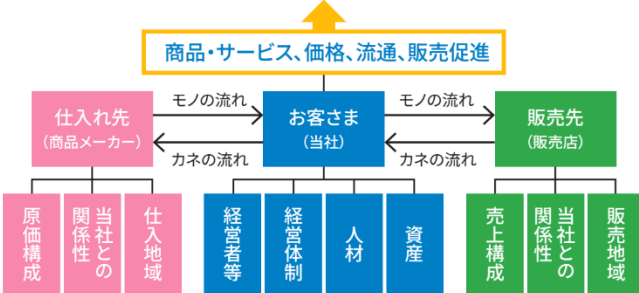 商品・サービス、価格、流通、販売促進
仕入れ先
（商品メーカー）
モノの流れ
カネの流れ
お客さま
（当社）
モノの流れ
カネの流れ
販売先
（販売店）
原価構成
当社との
関係性
仕入地域
経営者等
経営体制
人材
資産
売上構成
当社との
関係性
販売地域